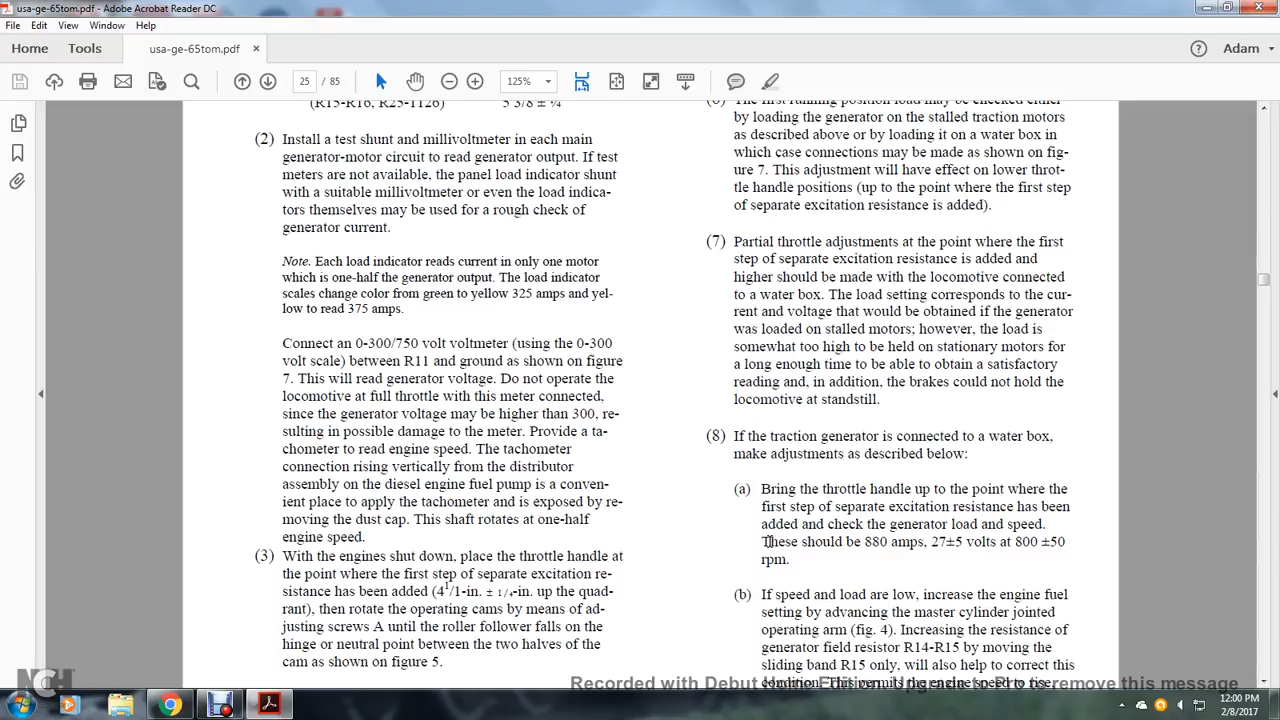 usa-ge-65tom.pdf - Adobe Acrobat Reader DC
File Edit View Window Help
Home Tools usa-ge-65tom.pdf × Adam
25 / 85 125%
(R15-R16, R25-1126) 5 3/8 ± ¼
(2) Install a test shunt and millivoltmeter in each main
generator-motor circuit to read generator output. If test
meters are not available, the panel load indicator shunt
with a suitable millivoltmeter or even the load indica-
tors themselves may be used for a rough check of
generator current.
Note. Each load indicator reads current in only one motor
which is one-half the generator output. The load indicator
scales change color from green to yellow 325 amps and yel-
low to read 375 amps.
Connect an 0-300/750 volt voltmeter (using the 0-300
volt scale) between R11 and ground as shown on figure
7. This will read generator voltage. Do not operate the
locomotive at full throttle with this meter connected,
since the generator voltage may be higher than 300, re-
sulting in possible damage to the meter. Provide a ta-
chometer to read engine speed. The tachometer
connection rising vertically from the distributor
assembly on the diesel engine fuel pump is a conven-
ient place to apply the tachometer and is exposed by re-
moving the dust cap. This shaft rotates at one-half
engine speed.
(3) With the engines shut down, place the throttle handle at
the point where the first step of separate excitation re-
sistance has been added (4¹/1-in. ± 1/4-in. up the quad-
rant), then rotate the operating cams by means of ad-
justing screws A until the roller follower falls on the
hinge or neutral point between the two halves of the
cam as shown on figure 5.
(6) The first running position load may be checked either
by loading the generator on the stalled traction motors
as described above or by loading it on a water box in
which case connections may be made as shown on fig-
ure 7. This adjustment will have effect on lower throt-
tle handle positions (up to the point where the first step
of separate excitation resistance is added).
(7) Partial throttle adjustments at the point where the first
step of separate excitation resistance is added and
higher should be made with the locomotive connected
to a water box. The load setting corresponds to the cur-
rent and voltage that would be obtained if the generator
was loaded on stalled motors; however, the load is
somewhat too high to be held on stationary motors for
a long enough time to be able to obtain a satisfactory
reading and, in addition, the brakes could not hold the
locomotive at standstill.
(8) If the traction generator is connected to a water box,
make adjustments as described below:
(a) Bring the throttle handle up to the point where the
first step of separate excitation resistance has been
added and check the generator load and speed.
These should be 880 amps, 27±5 volts at 800 ±50
rpm.
(b) If speed and load are low, increase the engine fuel
setting by advancing the master cylinder jointed
operating arm (fig. 4). Increasing the resistance of
generator field resistor R14-R15 by moving the
sliding band R15 only, will also help to correct this
condition. This permits the engine speed to rise,
NCH
Recorded with Debut Home Edition. Upgrade to Pro to remove this message
12:00 PM
2/8/2017